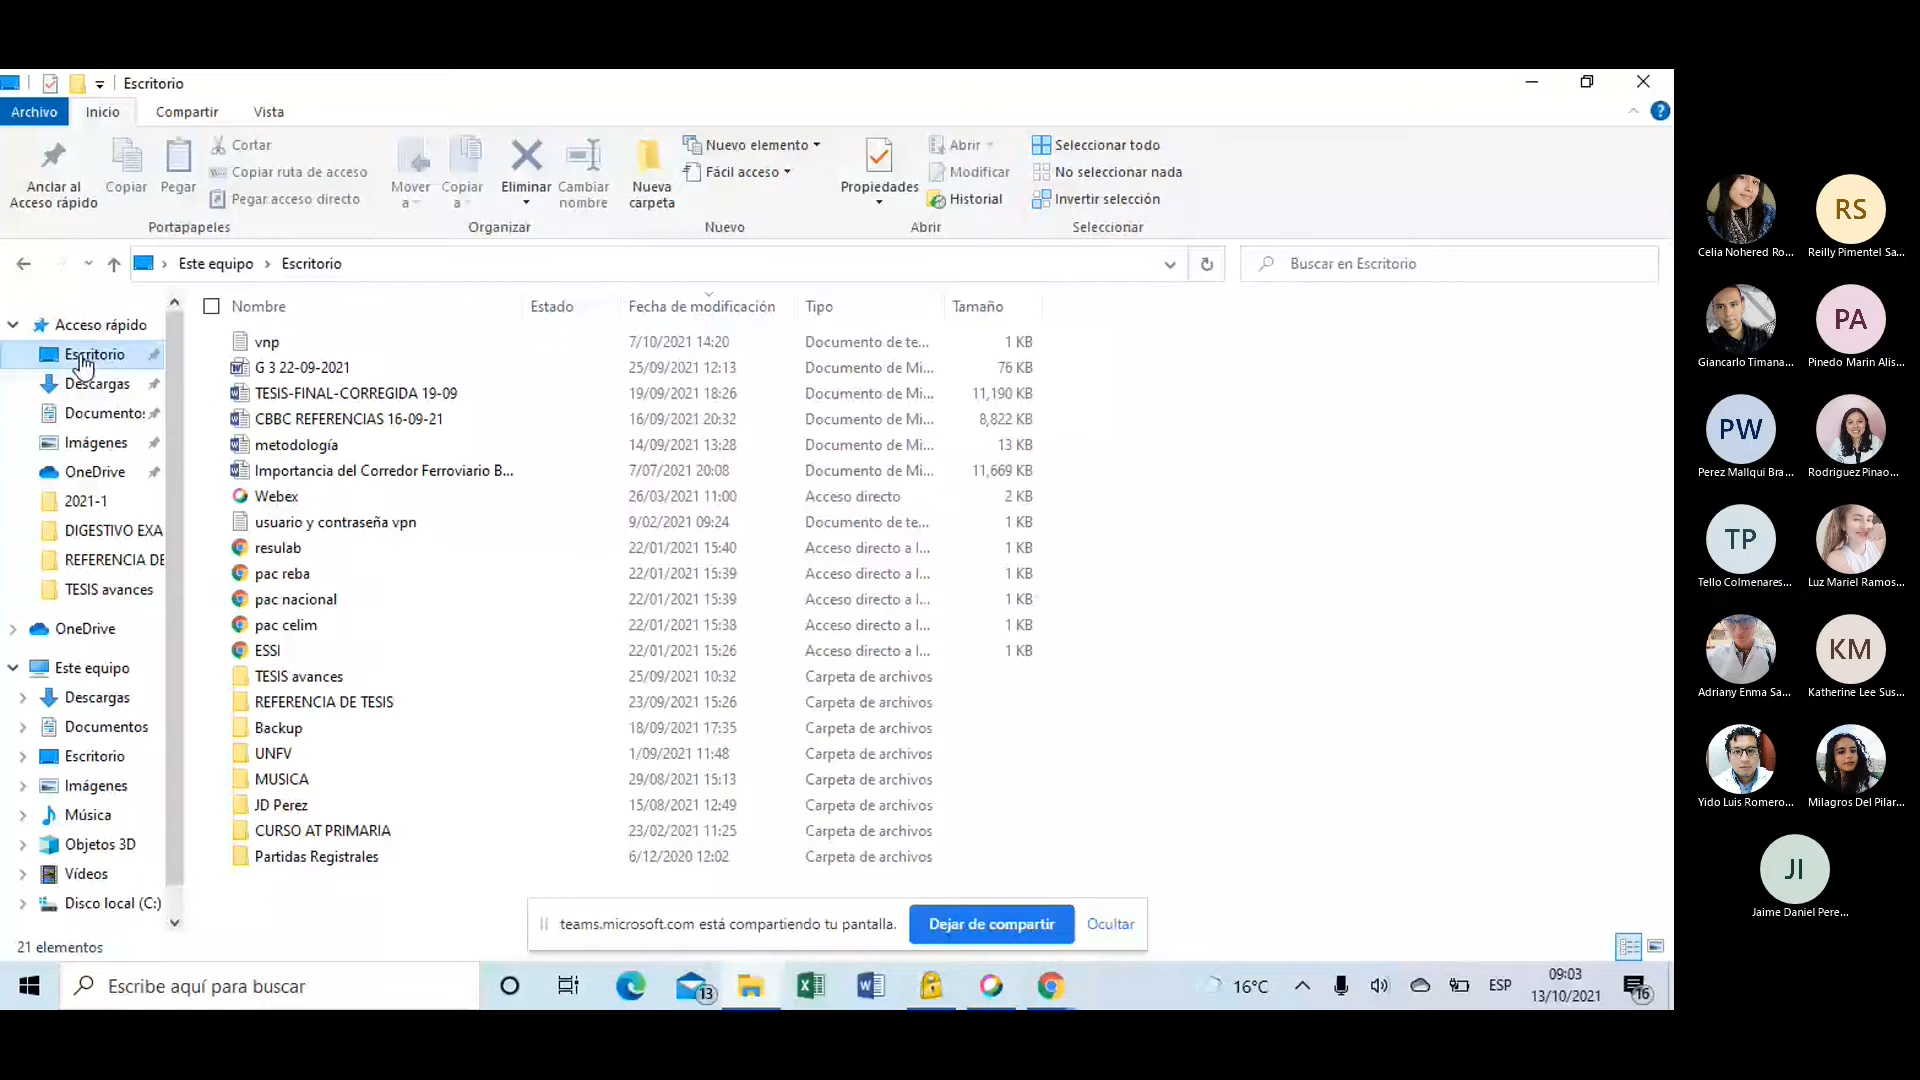 Escritorio
Archivo Inicio Compartir Vista
Anclar al Acceso rápido
Copiar
Pegar
Cortar
Copiar ruta de acceso
Pegar acceso directo
Portapapeles
Mover a
Copiar a
Eliminar
Cambiar nombre
Organizar
Nueva carpeta
Nuevo elemento
Fácil acceso
Nuevo
Propiedades
Abrir
Modificar
Historial
Abrir
Seleccionar todo
No seleccionar nada
Invertir selección
Seleccionar
Este equipo › Escritorio
Buscar en Escritorio
Acceso rápido
Escritorio
Descargas
Documentos
Imágenes
OneDrive
2021-1
DIGESTIVO EXA
REFERENCIA DE
TESIS avances
OneDrive
Este equipo
Descargas
Documentos
Escritorio
Imágenes
Música
Objetos 3D
Vídeos
Disco local (C:)
21 elementos
Nombre Estado Fecha de modificación Tipo Tamaño
vnp 7/10/2021 14:20 Documento de te... 1 KB
G 3 22-09-2021 25/09/2021 12:13 Documento de Mi... 76 KB
TESIS-FINAL-CORREGIDA 19-09 19/09/2021 18:26 Documento de Mi... 11,190 KB
CBBC REFERENCIAS 16-09-21 16/09/2021 20:32 Documento de Mi... 8,822 KB
metodología 14/09/2021 13:28 Documento de Mi... 13 KB
Importancia del Corredor Ferroviario B... 7/07/2021 20:08 Documento de Mi... 11,669 KB
Webex 26/03/2021 11:00 Acceso directo 2 KB
usuario y contraseña vpn 9/02/2021 09:24 Documento de te... 1 KB
resulab 22/01/2021 15:40 Acceso directo a I... 1 KB
pac reba 22/01/2021 15:39 Acceso directo a I... 1 KB
pac nacional 22/01/2021 15:39 Acceso directo a I... 1 KB
pac celim 22/01/2021 15:38 Acceso directo a I... 1 KB
ESSI 22/01/2021 15:26 Acceso directo a I... 1 KB
TESIS avances 25/09/2021 10:32 Carpeta de archivos
REFERENCIA DE TESIS 23/09/2021 15:26 Carpeta de archivos
Backup 18/09/2021 17:35 Carpeta de archivos
UNFV 1/09/2021 11:48 Carpeta de archivos
MUSICA 29/08/2021 15:13 Carpeta de archivos
JD Perez 15/08/2021 12:49 Carpeta de archivos
CURSO AT PRIMARIA 23/02/2021 11:25 Carpeta de archivos
Partidas Registrales 6/12/2020 12:02 Carpeta de archivos
teams.microsoft.com está compartiendo tu pantalla. Dejar de compartir Ocultar
Escribe aquí para buscar
13
16°C
ESP
09:03
13/10/2021
16
RS
Celia Nohered Ro... Reilly Pimentel Sa...
PA
Giancarlo Timana... Pinedo Marin Alis...
PW
Perez Mallqui Bra... Rodriguez Pinao...
TP
Tello Colmenares... Luz Mariel Ramos...
KM
Adriany Enma Sa... Katherine Lee Sus...
Yido Luis Romero... Milagros Del Pilar...
JI
Jaime Daniel Pere...